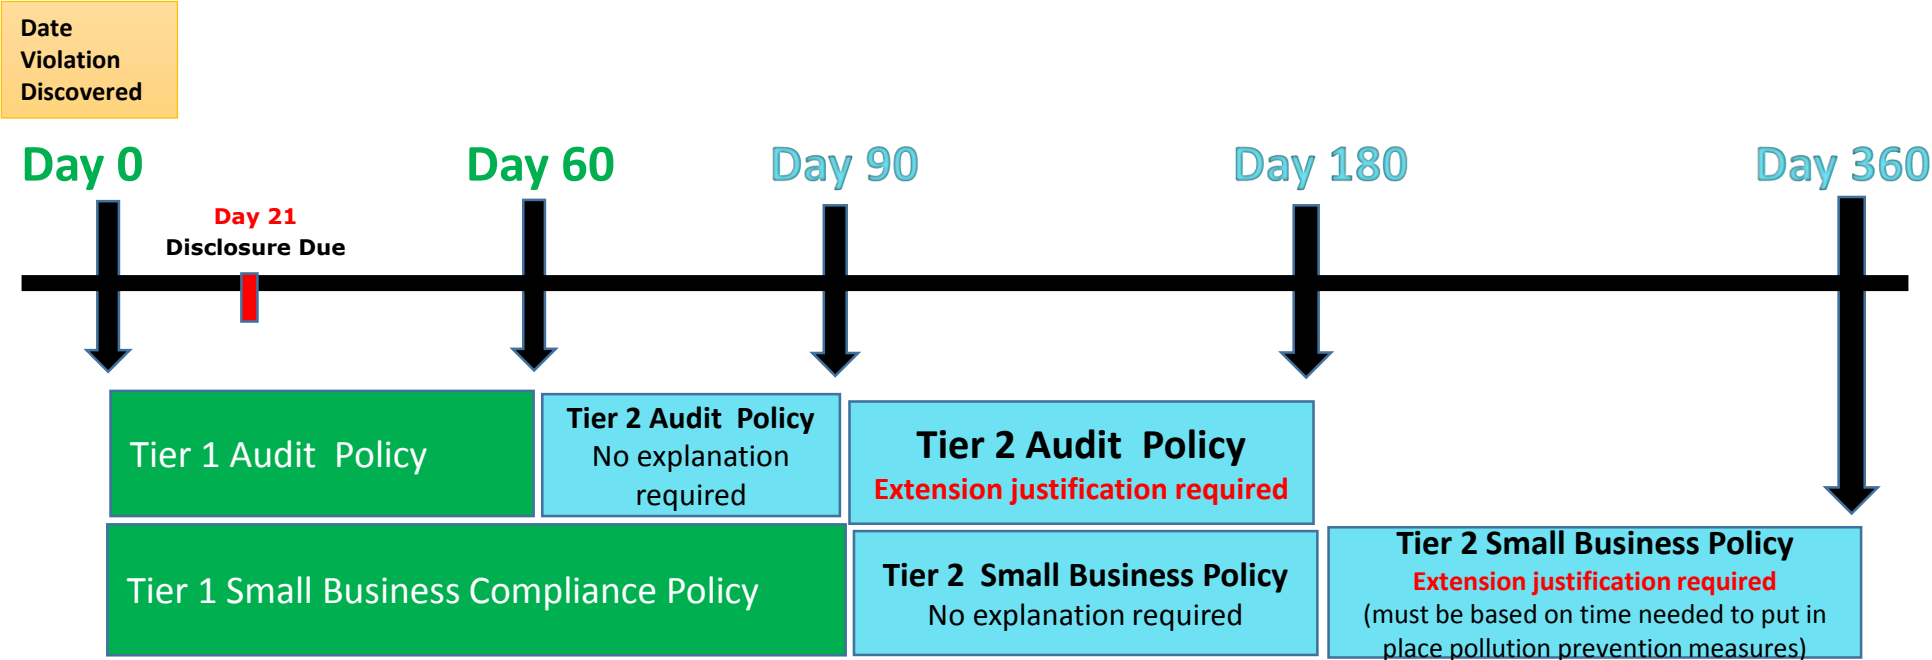 Date
Violation
Discovered
Day 0
Day 60
Day 90
Day 180
Day 360
Day 21
Disclosure Due
Tier 1 Audit  Policy
Tier 2 Audit  Policy
No explanation
required
Tier 2 Audit  Policy
Extension justification required
Tier 1 Small Business Compliance Policy
Tier 2  Small Business Policy
No explanation required
Tier 2 Small Business Policy
Extension justification required
(must be based on time needed to put in
place pollution prevention measures)